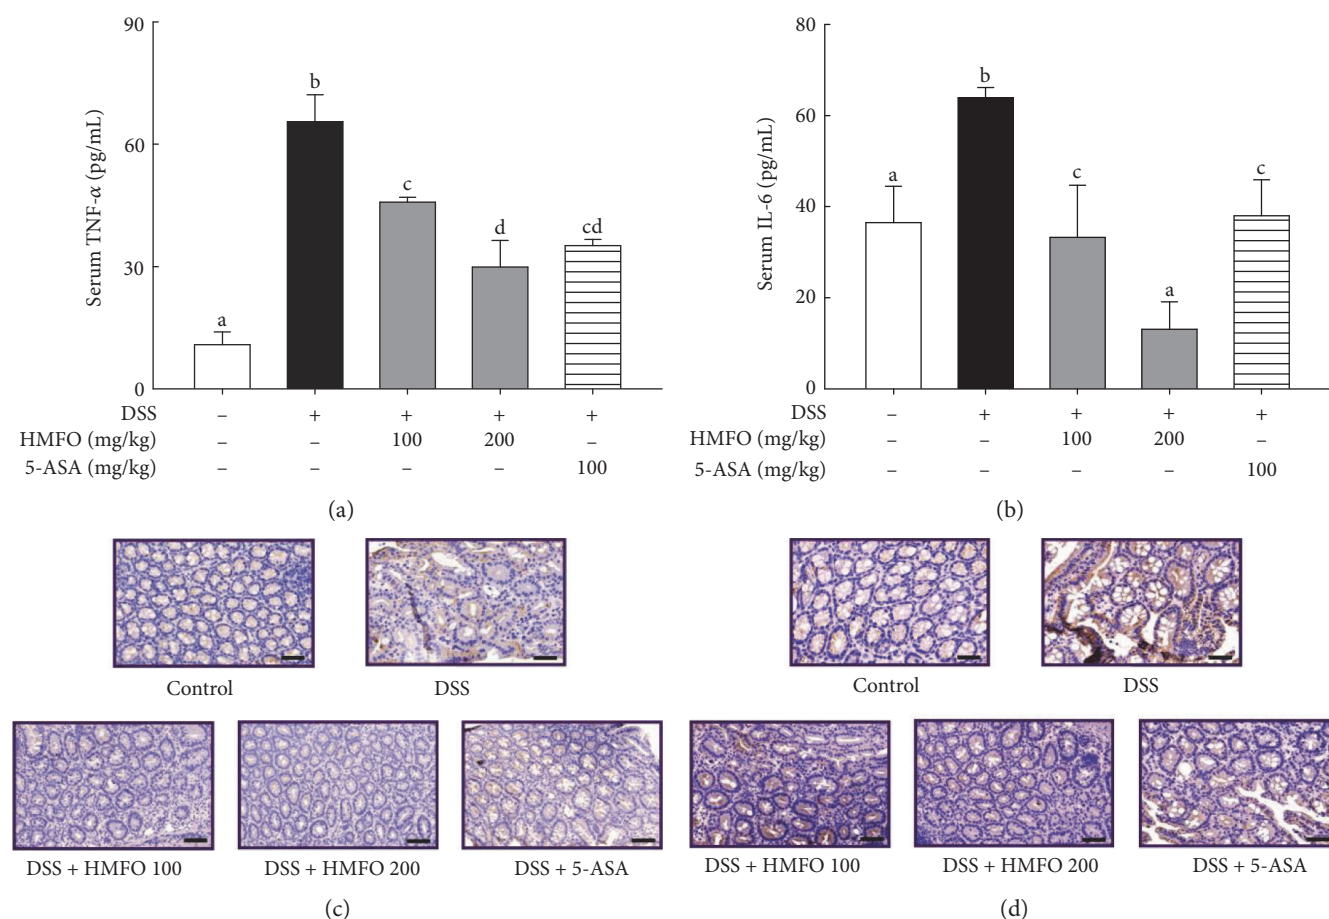 90
60
30
0
Serum TNF-α (pg/mL)
a
b
c
d
cd
DSS – + + + +
HMFO (mg/kg) – – 100 200 –
5-ASA (mg/kg) – – – – 100
(a)
80
60
40
20
0
Serum IL-6 (pg/mL)
a
b
c
a
c
DSS – + + + +
HMFO (mg/kg) – – 100 200 –
5-ASA (mg/kg) – – – – 100
(b)
Control
DSS
DSS + HMFO 100
DSS + HMFO 200
DSS + 5-ASA
(c)
Control
DSS
DSS + HMFO 100
DSS + HMFO 200
DSS + 5-ASA
(d)